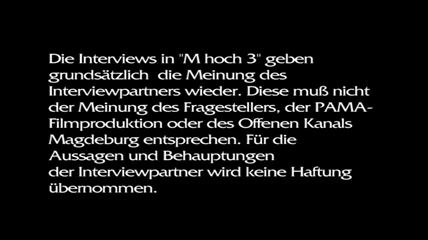 Die Interviews in "M hoch 3" geben
grundsätzlich die Meinung des
Interviewpartners wieder. Diese muß nicht
der Meinung des Fragestellers, der PAMA-
Filmproduktion oder des Offenen Kanals
Magdeburg entsprechen. Für die
Aussagen und Behauptungen
der Interviewpartner wird keine Haftung
übernommen.